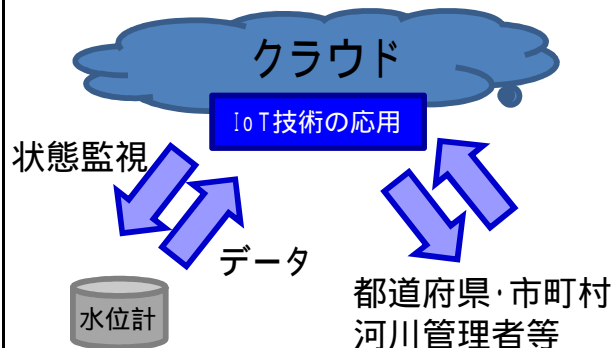 クラウド
IoT技術の応用
状態監視
データ
水位計
都道府県・市町村
河川管理者等